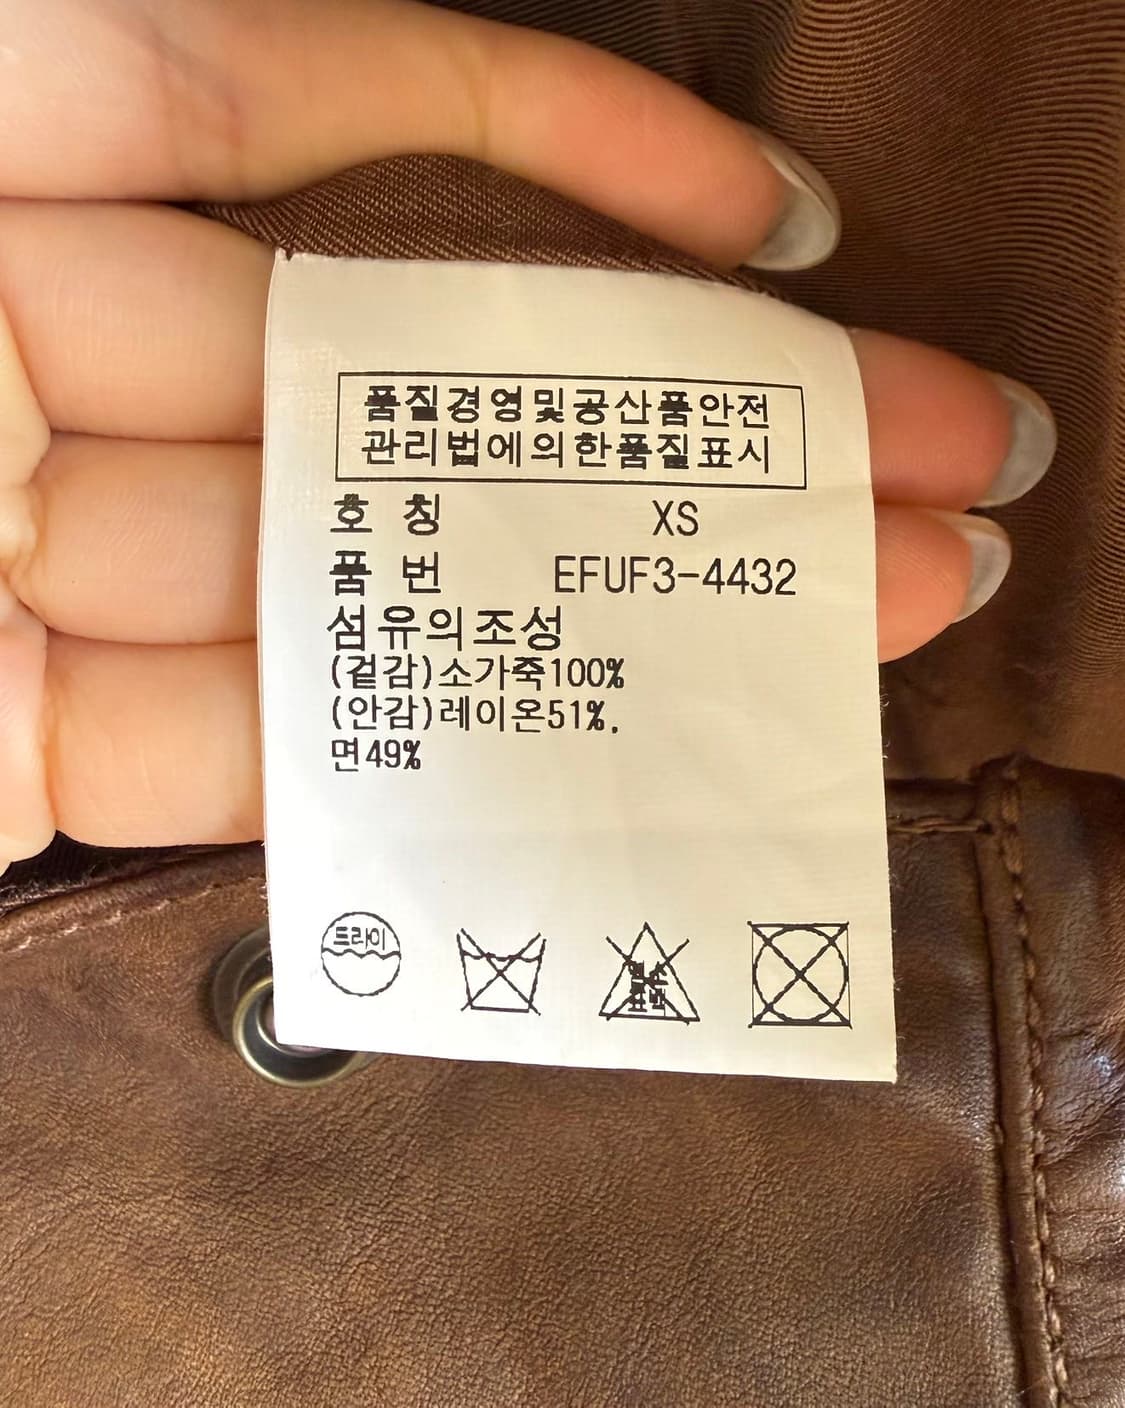 품질경영및공산품안전
관리법에의한품질표시
호 칭 XS
품 번 EFUF3-4432
섬유의조성
(겉감)소가죽100%
(안감)레이온51%,
면49%
드라이